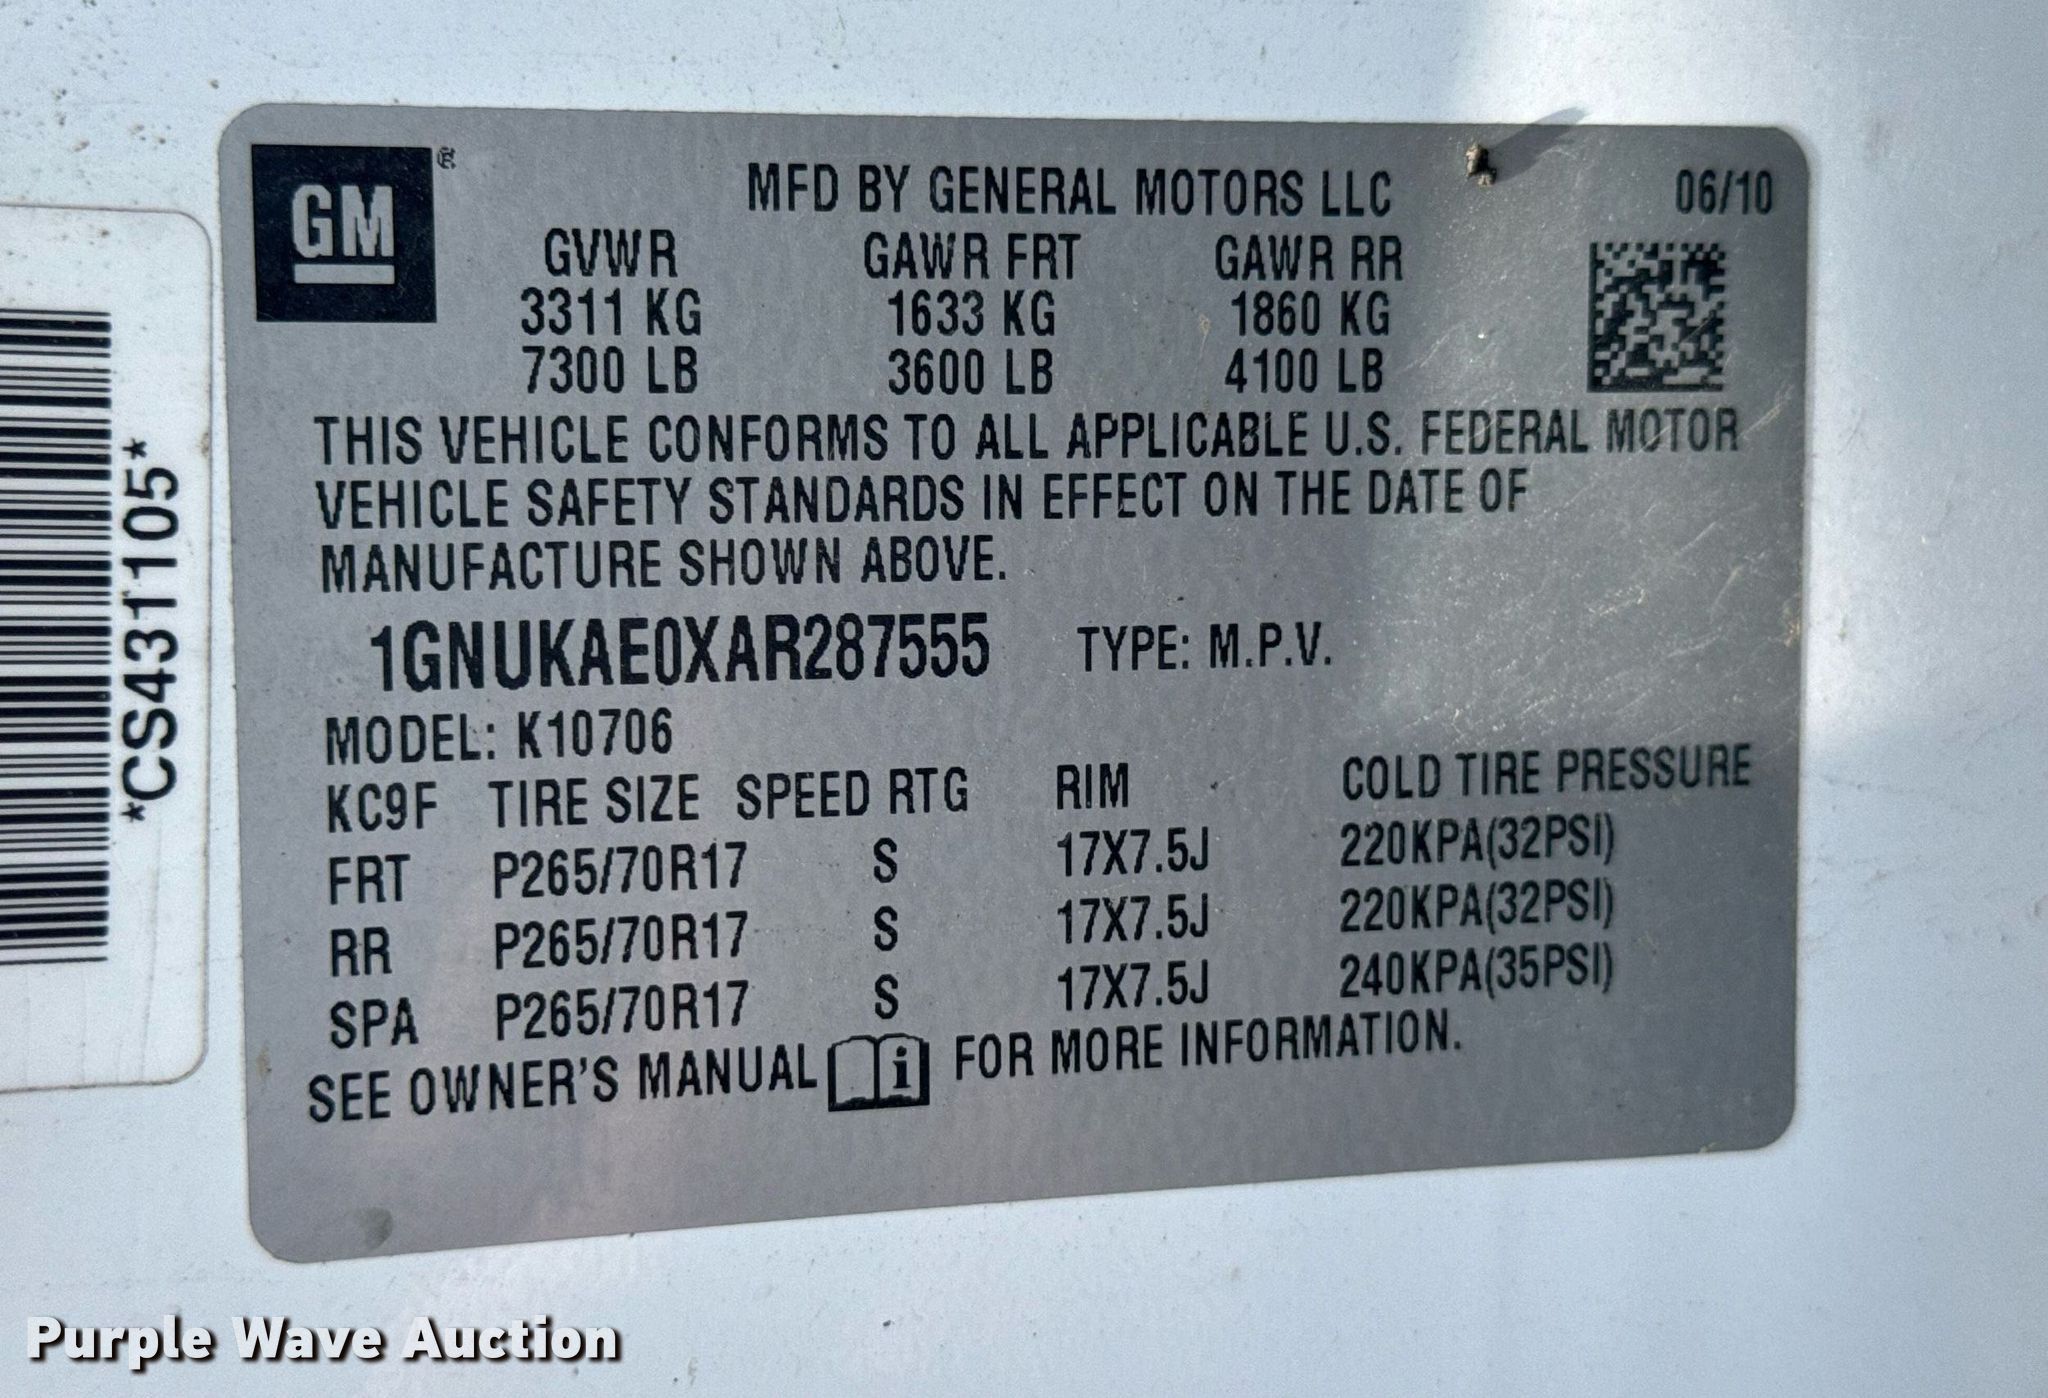 GM
®
MFD BY GENERAL MOTORS LLC 06/10
GVWR GAWR FRT GAWR RR
3311 KG 1633 KG 1860 KG
7300 LB 3600 LB 4100 LB
THIS VEHICLE CONFORMS TO ALL APPLICABLE U.S. FEDERAL MOTOR
VEHICLE SAFETY STANDARDS IN EFFECT ON THE DATE OF
MANUFACTURE SHOWN ABOVE.
1GNUKAE0XAR287555 TYPE: M.P.V.
MODEL: K10706
KC9F TIRE SIZE SPEED RTG RIM COLD TIRE PRESSURE
FRT P265/70R17 S 17X7.5J 220KPA(32PSI)
RR P265/70R17 S 17X7.5J 220KPA(32PSI)
SPA P265/70R17 S 17X7.5J 240KPA(35PSI)
SEE OWNER'S MANUAL i FOR MORE INFORMATION.
*CS431105*
Purple Wave Auction